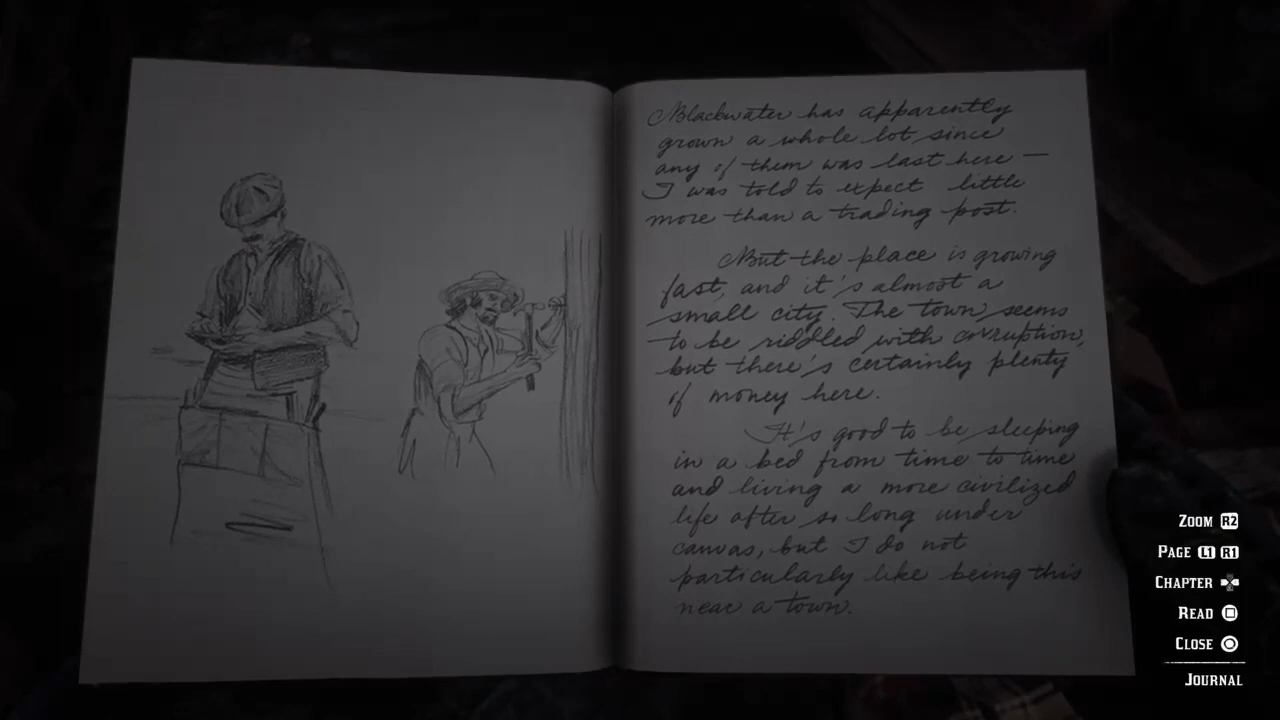 Blackwater has apparently
grown a whole lot since
any of them was last here —
I was told to expect little
more than a trading post.
But the place is growing
fast, and it's almost a
small city. The town seems
to be riddled with corruption,
but there's certainly plenty
of money here.
It's good to be sleeping
in a bed from time to time
and living a more civilized
life after so long under
canvas, but I do not
particularly like being this
near a town.
ZOOM R2
PAGE L1 R1
CHAPTER
READ
CLOSE
JOURNAL